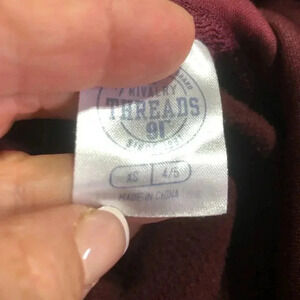 RIVALRY
THREADS
91
XS 4/5
MADE IN CHINA